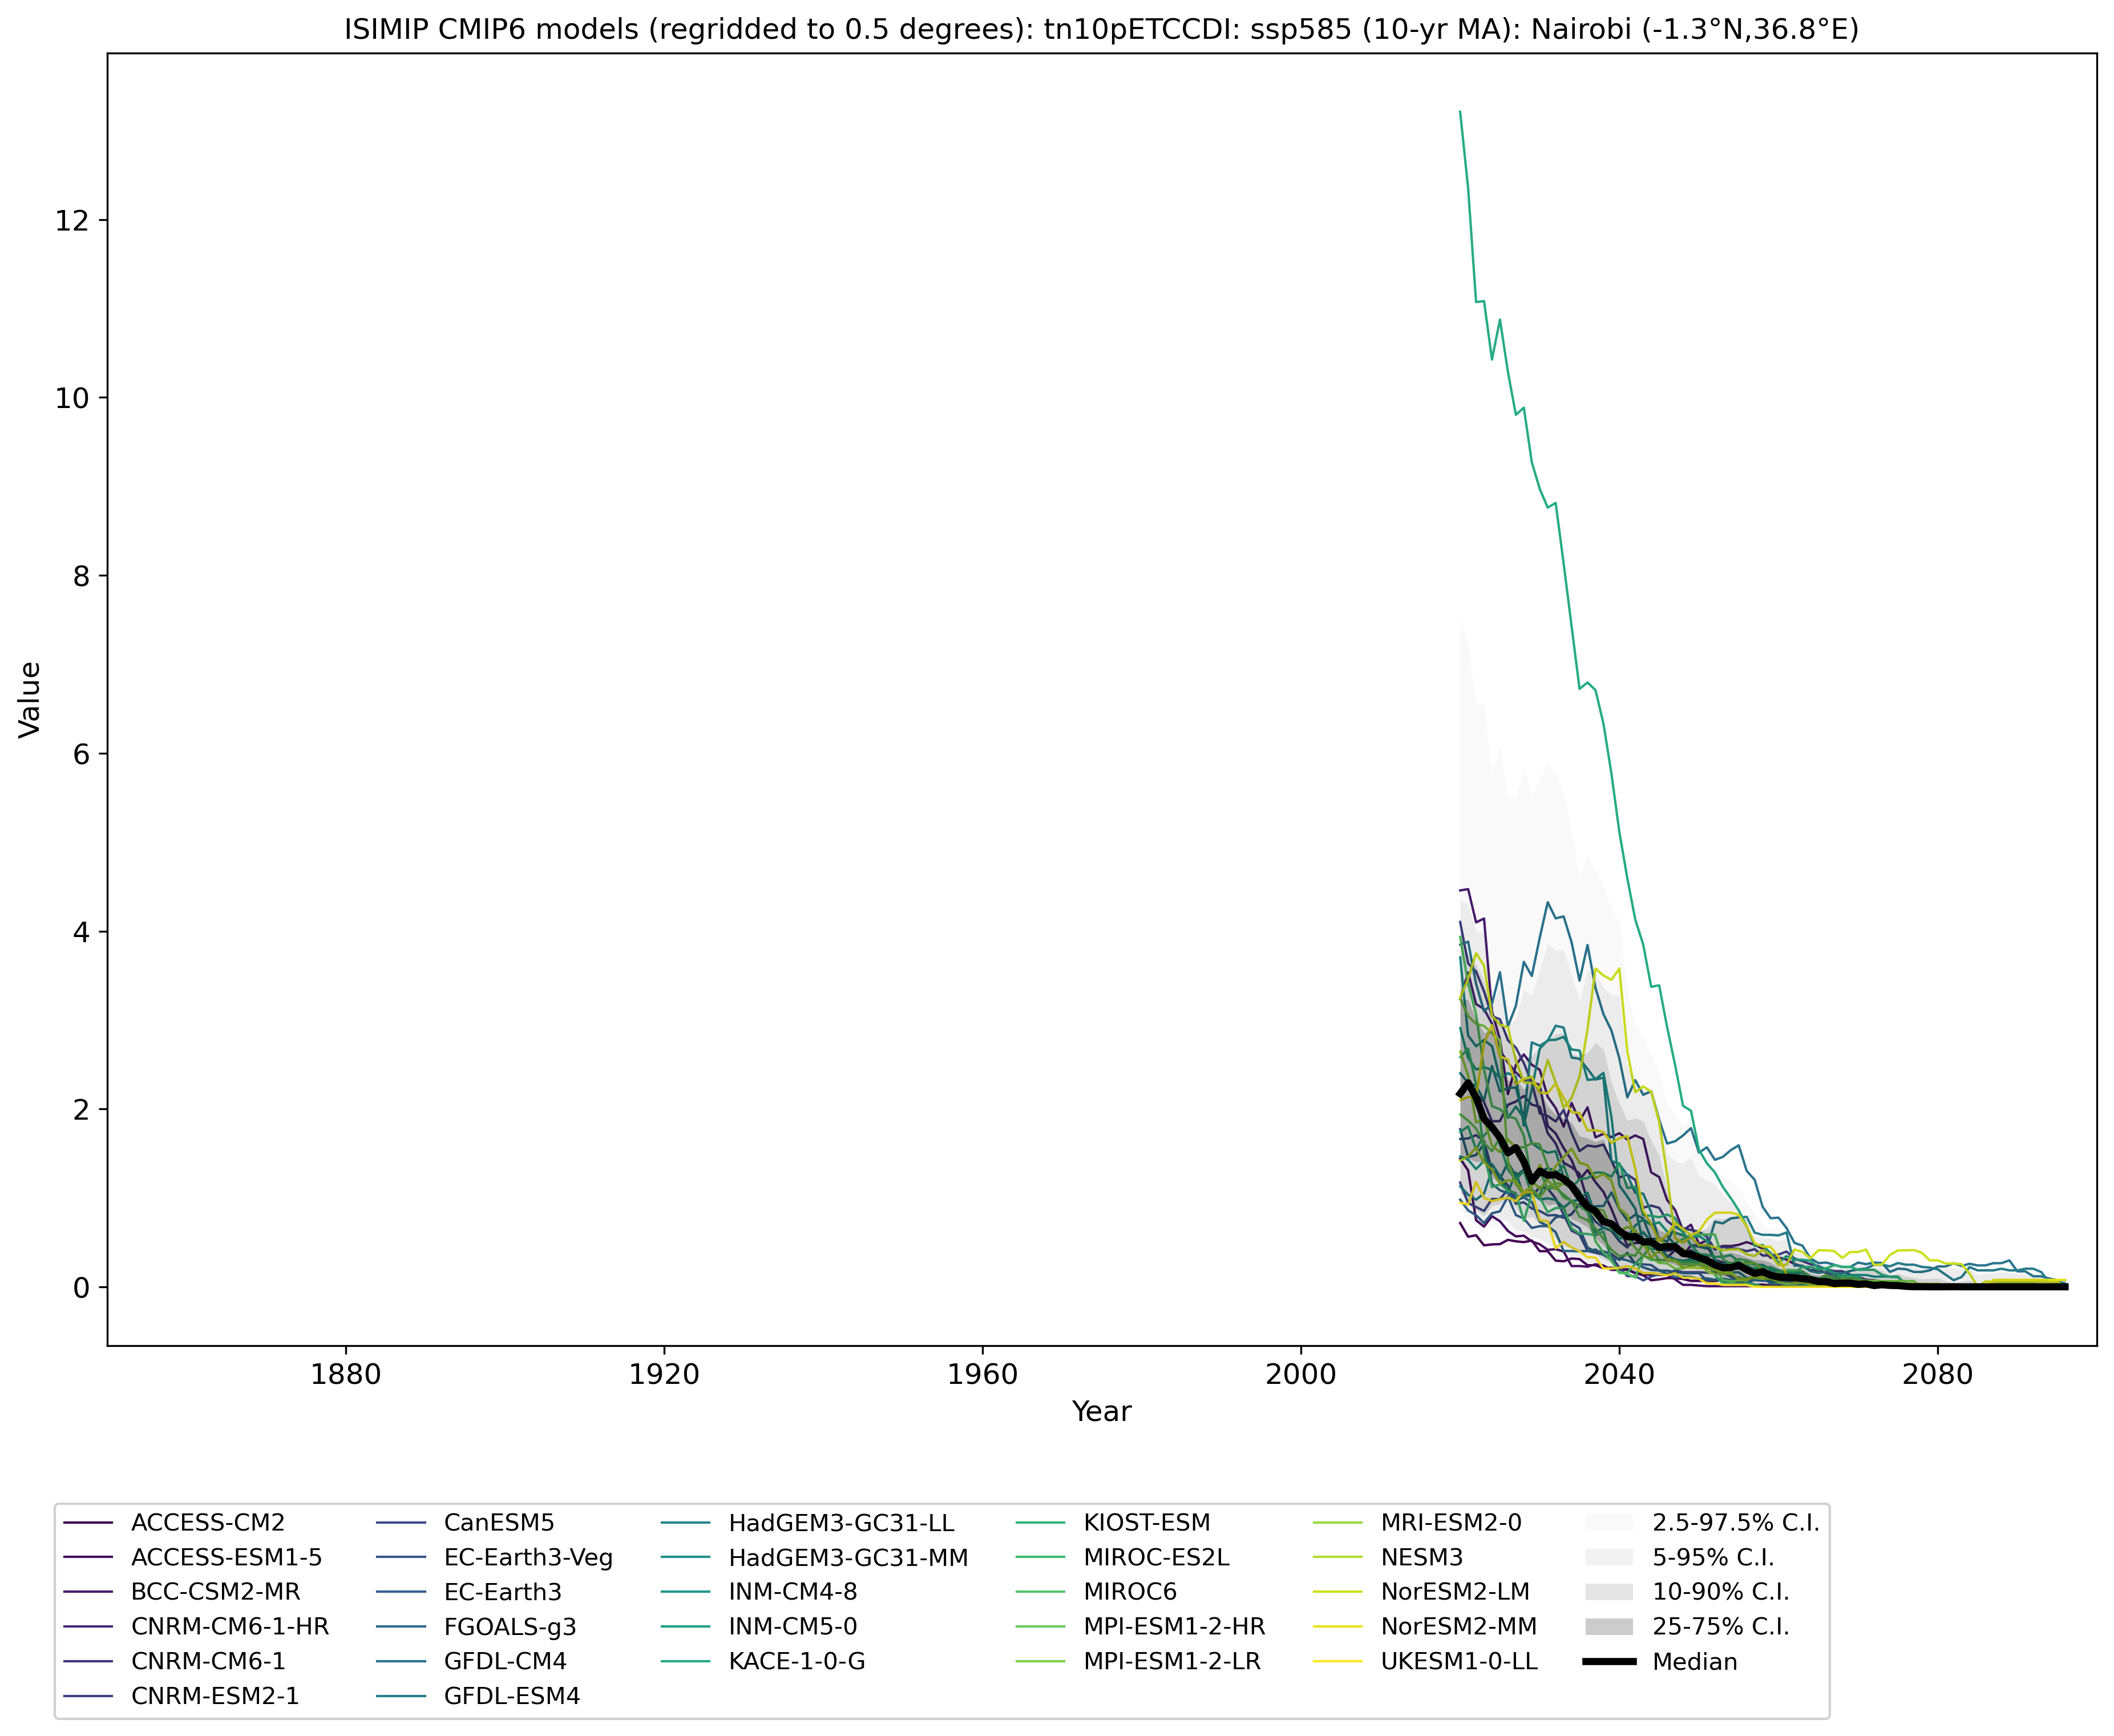 ISIMIP CMIP6 models (regridded to 0.5 degrees): tn10pETCCDI: ssp585 (10-yr MA): Nairobi (-1.3°N,36.8°E)
12
10
8
6
4
2
0
Value
1880 1920 1960 2000 2040 2080
Year
ACCESS-CM2
ACCESS-ESM1-5
BCC-CSM2-MR
CNRM-CM6-1-HR
CNRM-CM6-1
CNRM-ESM2-1
CanESM5
EC-Earth3-Veg
EC-Earth3
FGOALS-g3
GFDL-CM4
GFDL-ESM4
HadGEM3-GC31-LL
HadGEM3-GC31-MM
INM-CM4-8
INM-CM5-0
KACE-1-0-G
KIOST-ESM
MIROC-ES2L
MIROC6
MPI-ESM1-2-HR
MPI-ESM1-2-LR
MRI-ESM2-0
NESM3
NorESM2-LM
NorESM2-MM
UKESM1-0-LL
2.5-97.5% C.I.
5-95% C.I.
10-90% C.I.
25-75% C.I.
Median